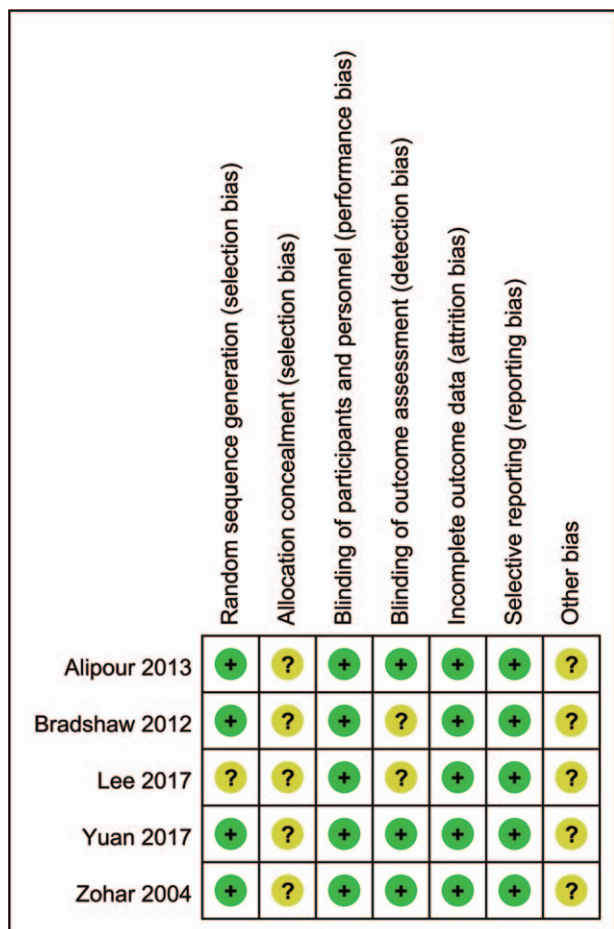 Random sequence generation (selection bias)
Allocation concealment (selection bias)
Blinding of participants and personnel (performance bias)
Blinding of outcome assessment (detection bias)
Incomplete outcome data (attrition bias)
Selective reporting (reporting bias)
Other bias
Alipour 2013 + ? + + + + ?
Bradshaw 2012 + ? + ? + + ?
Lee 2017 ? ? + ? + + ?
Yuan 2017 + ? + + + + ?
Zohar 2004 + ? + + + + ?